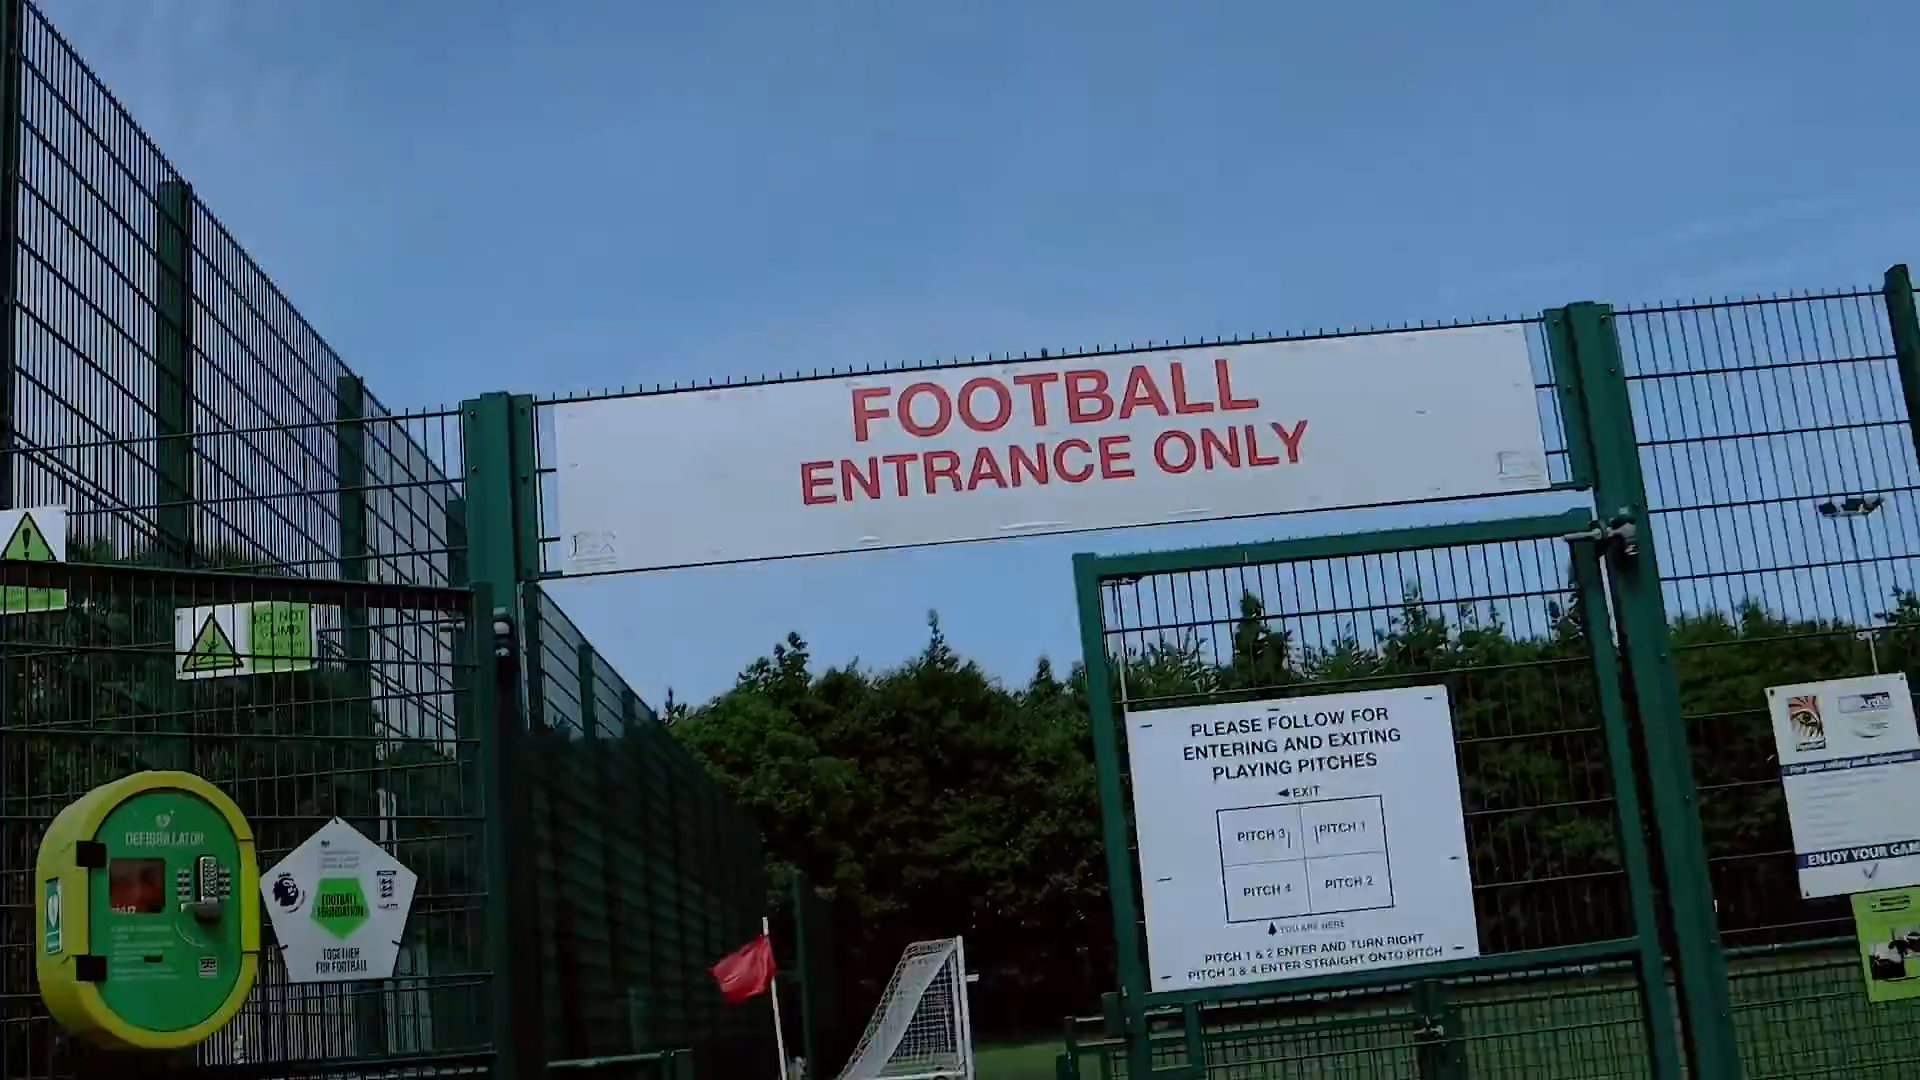 FOOTBALL
ENTRANCE ONLY
DO NOT
CLIMB
DEFIBRILLATOR
FOOTBALL
FOUNDATION
TOGETHER
FOR FOOTBALL
PLEASE FOLLOW FOR
ENTERING AND EXITING
PLAYING PITCHES
EXIT
PITCH 3 PITCH 1
PITCH 4 PITCH 2
YOU ARE HERE
PITCH 1 & 2 ENTER AND TURN RIGHT
PITCH 3 & 4 ENTER STRAIGHT ONTO PITCH
ENJOY YOUR GAM